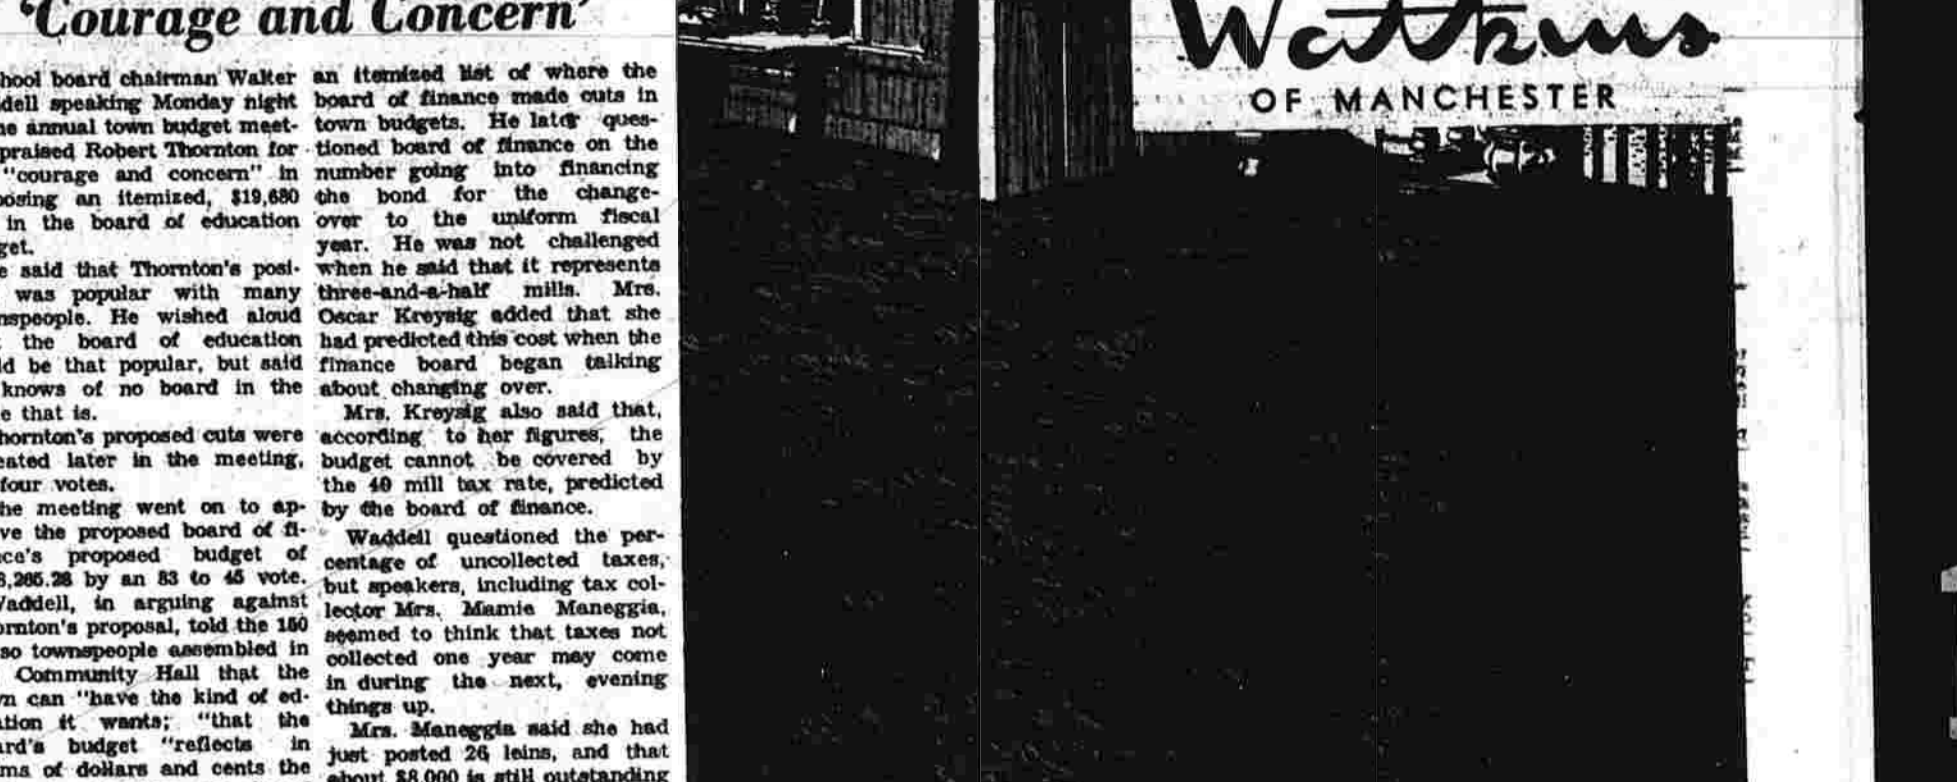 'Courage and Concern'
hool board chairman Walter
dell speaking Monday night
e annual town budget meet-
praised Robert Thornton for
"courage and concern" in
osing an itemized, $19,680
in the board of education
get.
e said that Thornton's posi-
was popular with many
nspeople. He wished aloud
the board of education
ld be that popular, but said
knows of no board in the
e that is.
hornton's proposed cuts were
eated later in the meeting,
four votes.
he meeting went on to ap-
ve the proposed board of fi-
ce's proposed budget of
8,265.28 by an 83 to 45 vote.
Vaddell, in arguing against
ornton's proposal, told the 150
so townspeople assembled in
Community Hall that the
n can "have the kind of ed-
ation it wants; "that the
ard's budget "reflects in
ms of dollars and cents the
an itemized list of where the
board of finance made cuts in
town budgets. He later ques-
tioned board of finance on the
number going into financing
the bond for the change-
over to the uniform fiscal
year. He was not challenged
when he said that it represents
three-and-a-half mills. Mrs.
Oscar Kreysig added that she
had predicted this cost when the
finance board began talking
about changing over.
Mrs. Kreysig also said that,
according to her figures, the
budget cannot be covered by
the 40 mill tax rate, predicted
by the board of finance.
Waddell questioned the per-
centage of uncollected taxes,
but speakers, including tax col-
lector Mrs. Mamie Maneggia,
seemed to think that taxes not
collected one year may come
in during the next, evening
things up.
Mrs. Maneggia said she had
just posted 26 leins, and that
about $8,000 is still outstanding
Watkins
OF MANCHESTER